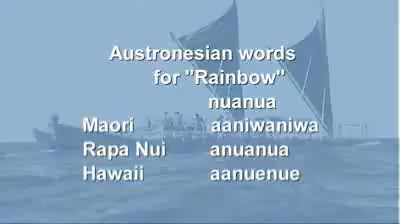 Austronesian words
for "Rainbow"
nuanua
Maori aaniwaniwa
Rapa Nui anuanua
Hawaii aanuenue